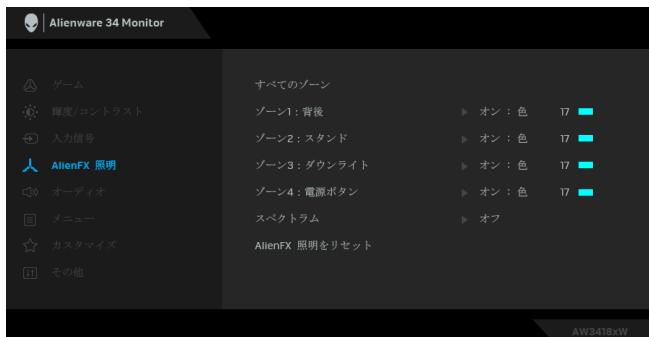 Alienware 34 Monitor
ゲーム
輝度/コントラスト
入力信号
AlienFX 照明
オーディオ
メニュー
カスタマイズ
その他
すべてのゾーン
ゾーン1：背後 オン：色 17
ゾーン2：スタンド オン：色 17
ゾーン3：ダウンライト オン：色 17
ゾーン4：電源ボタン オン：色 17
スペクトラム オフ
AlienFX 照明をリセット
AW3418xW